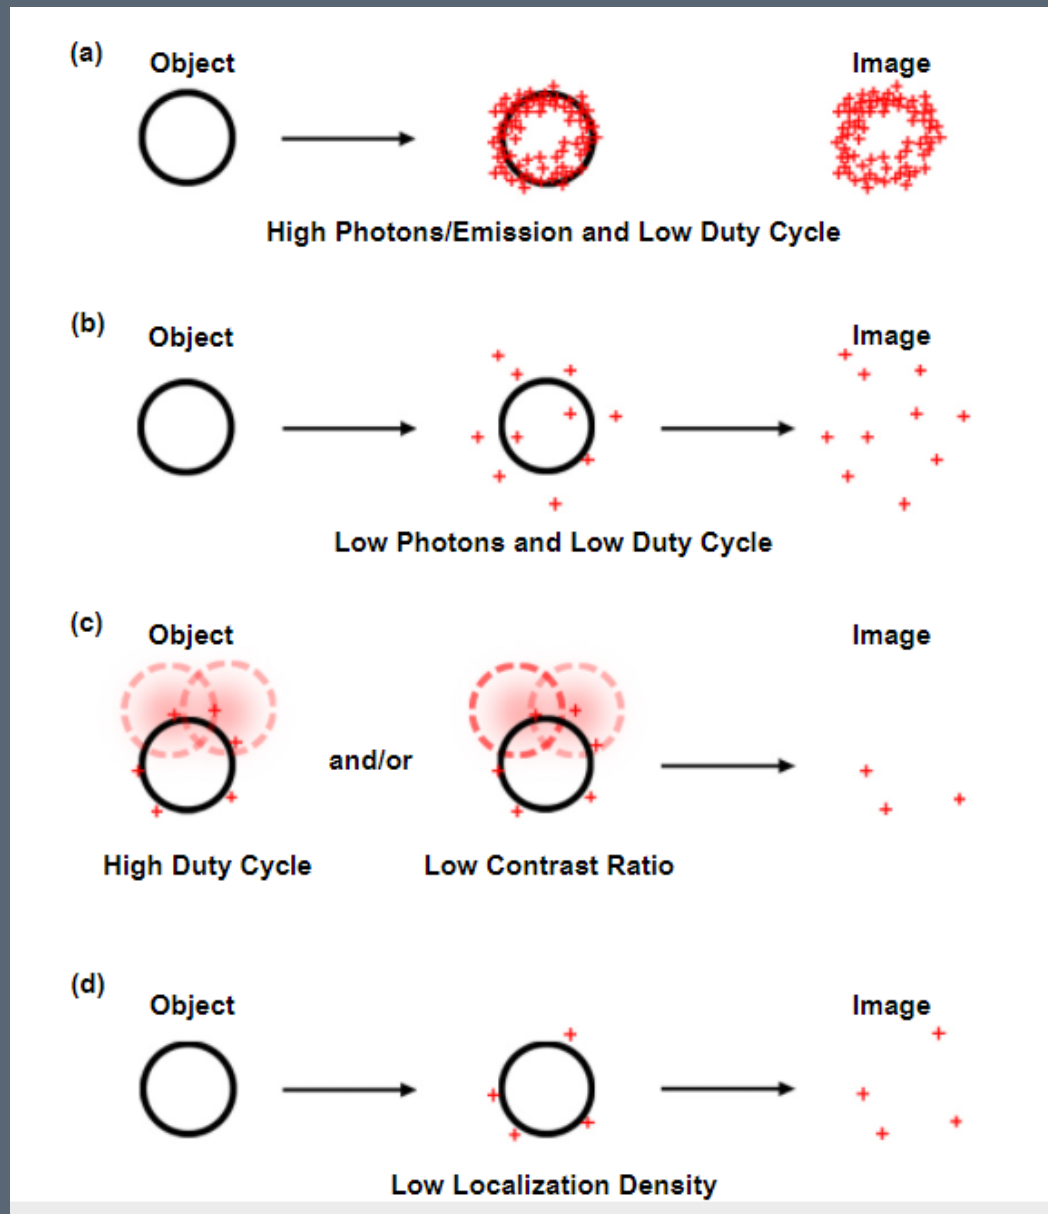 (a)
Object
Image
High Photons/Emission and Low Duty Cycle
(b)
Object
Image
Low Photons and Low Duty Cycle
(c)
Object
Image
and/or
High Duty Cycle
Low Contrast Ratio
(d)
Object
Image
Low Localization Density